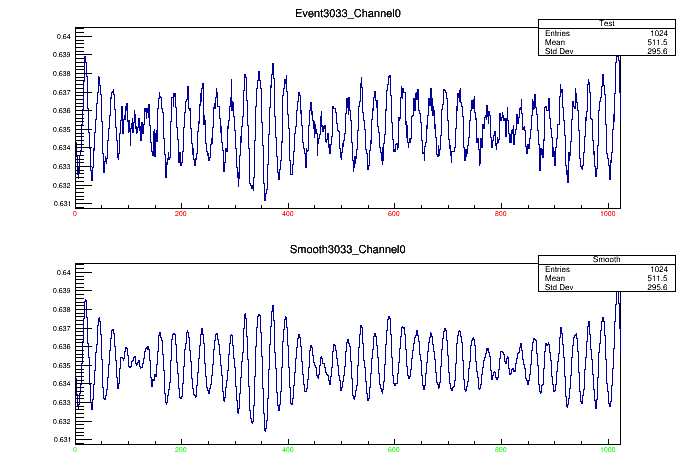 Event3033_Channel0
Test
Entries 1024
Mean 511.5
Std Dev 295.6
0.64
0.639
0.638
0.637
0.636
0.635
0.634
0.633
0.632
0.631
0 200 400 600 800 1000
Smooth3033_Channel0
Smooth
Entries 1024
Mean 511.5
Std Dev 295.6
0.64
0.639
0.638
0.637
0.636
0.635
0.634
0.633
0.632
0.631
0 200 400 600 800 1000